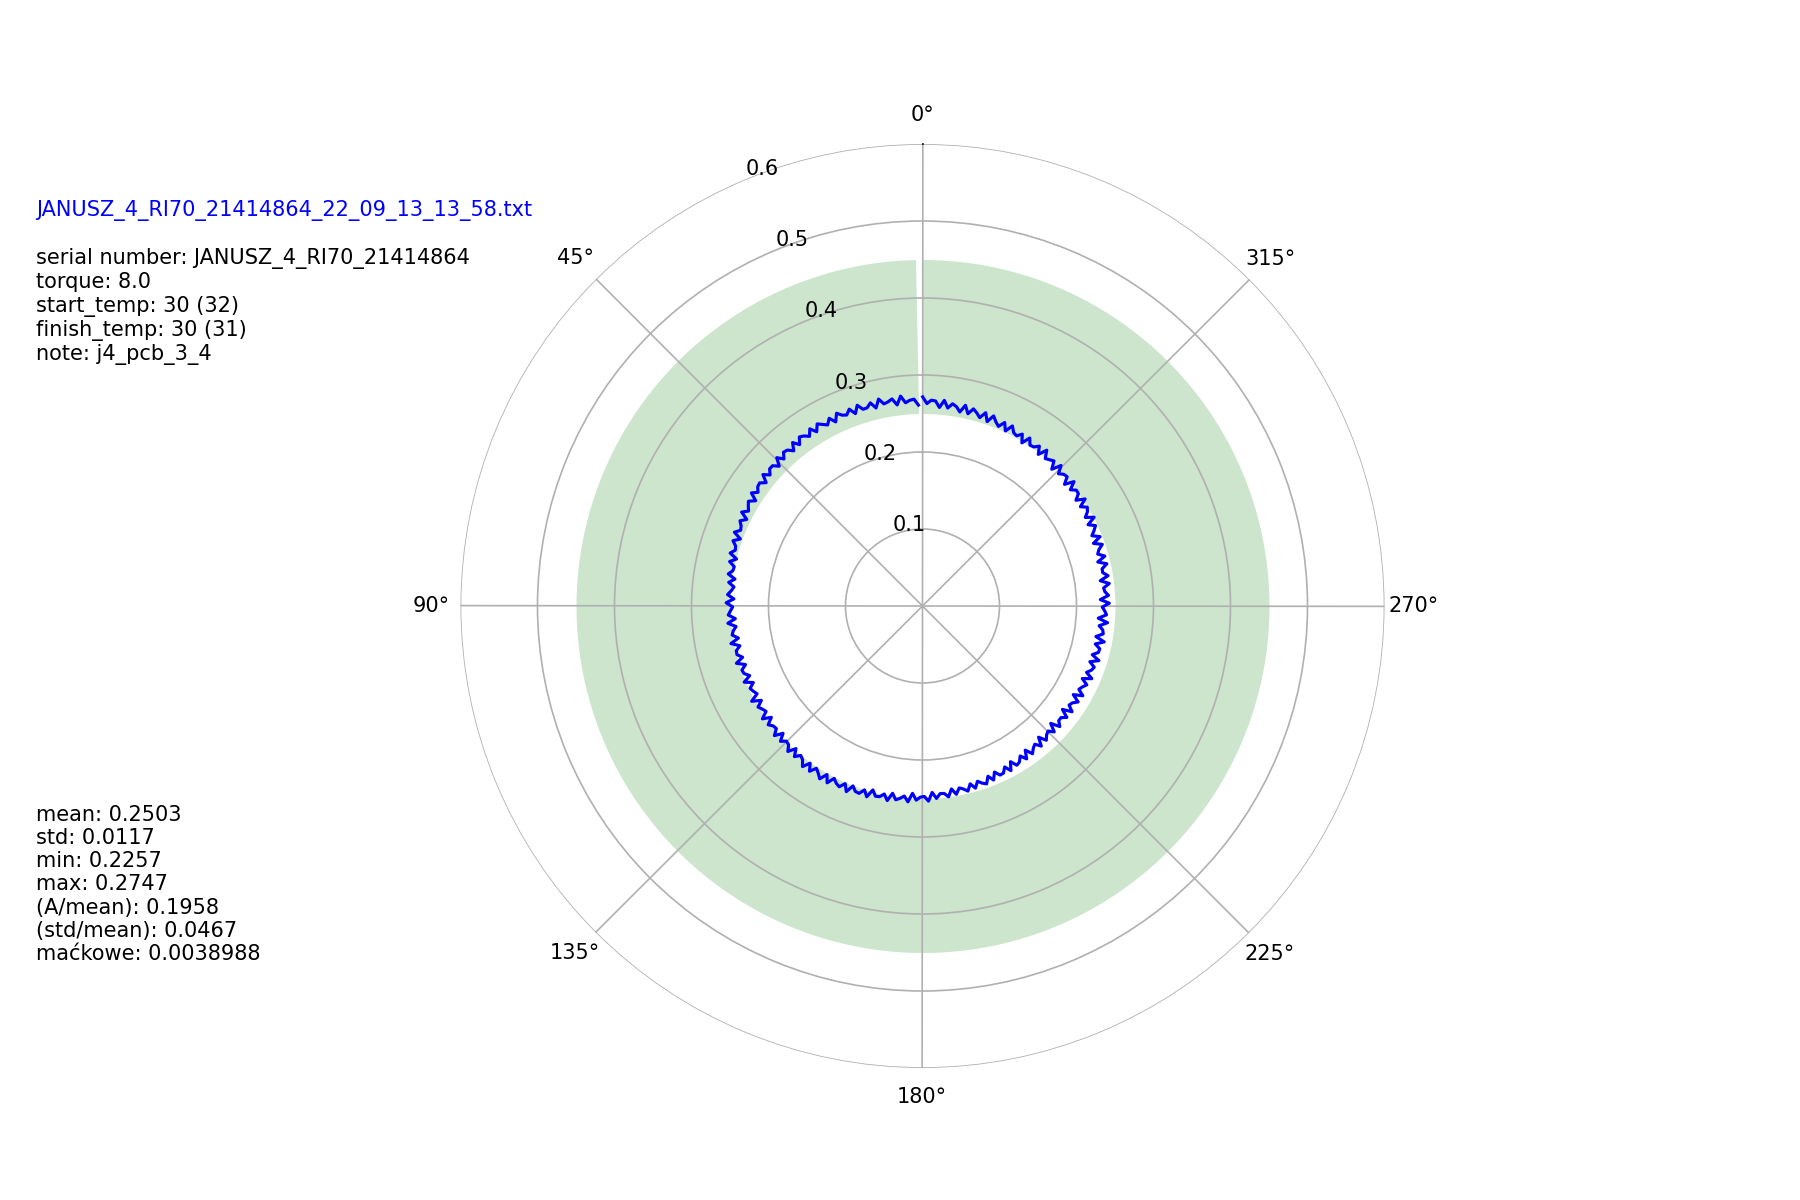 0°
0.6
JANUSZ_4_RI70_21414864_22_09_13_13_58.txt
0.5
serial number: JANUSZ_4_RI70_21414864
45°
315°
torque: 8.0
start_temp: 30 (32)
0.4
finish_temp: 30 (31)
note: j4_pcb_3_4
0.3
0.2
0.1
90°
270°
mean: 0.2503
std: 0.0117
min: 0.2257
max: 0.2747
(A/mean): 0.1958
(std/mean): 0.0467
maćkowe: 0.0038988
135°
225°
180°